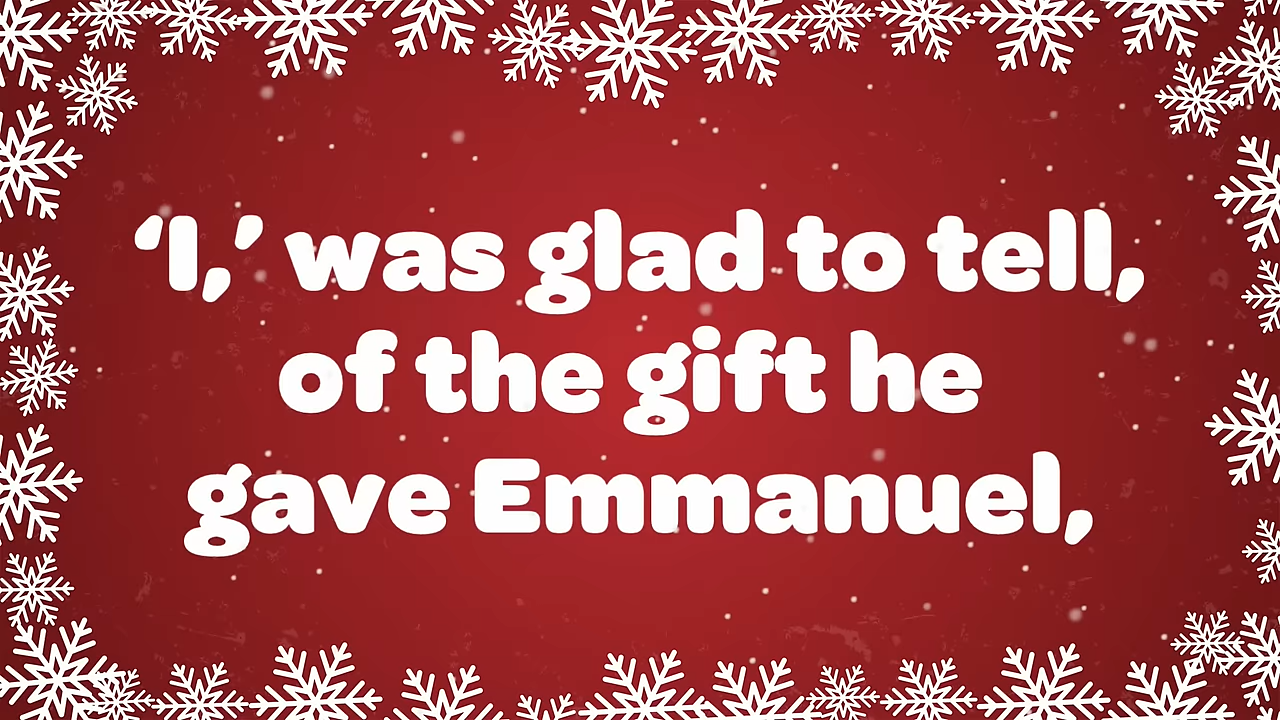 ‘I,’ was glad to tell,
of the gift he
gave Emmanuel,